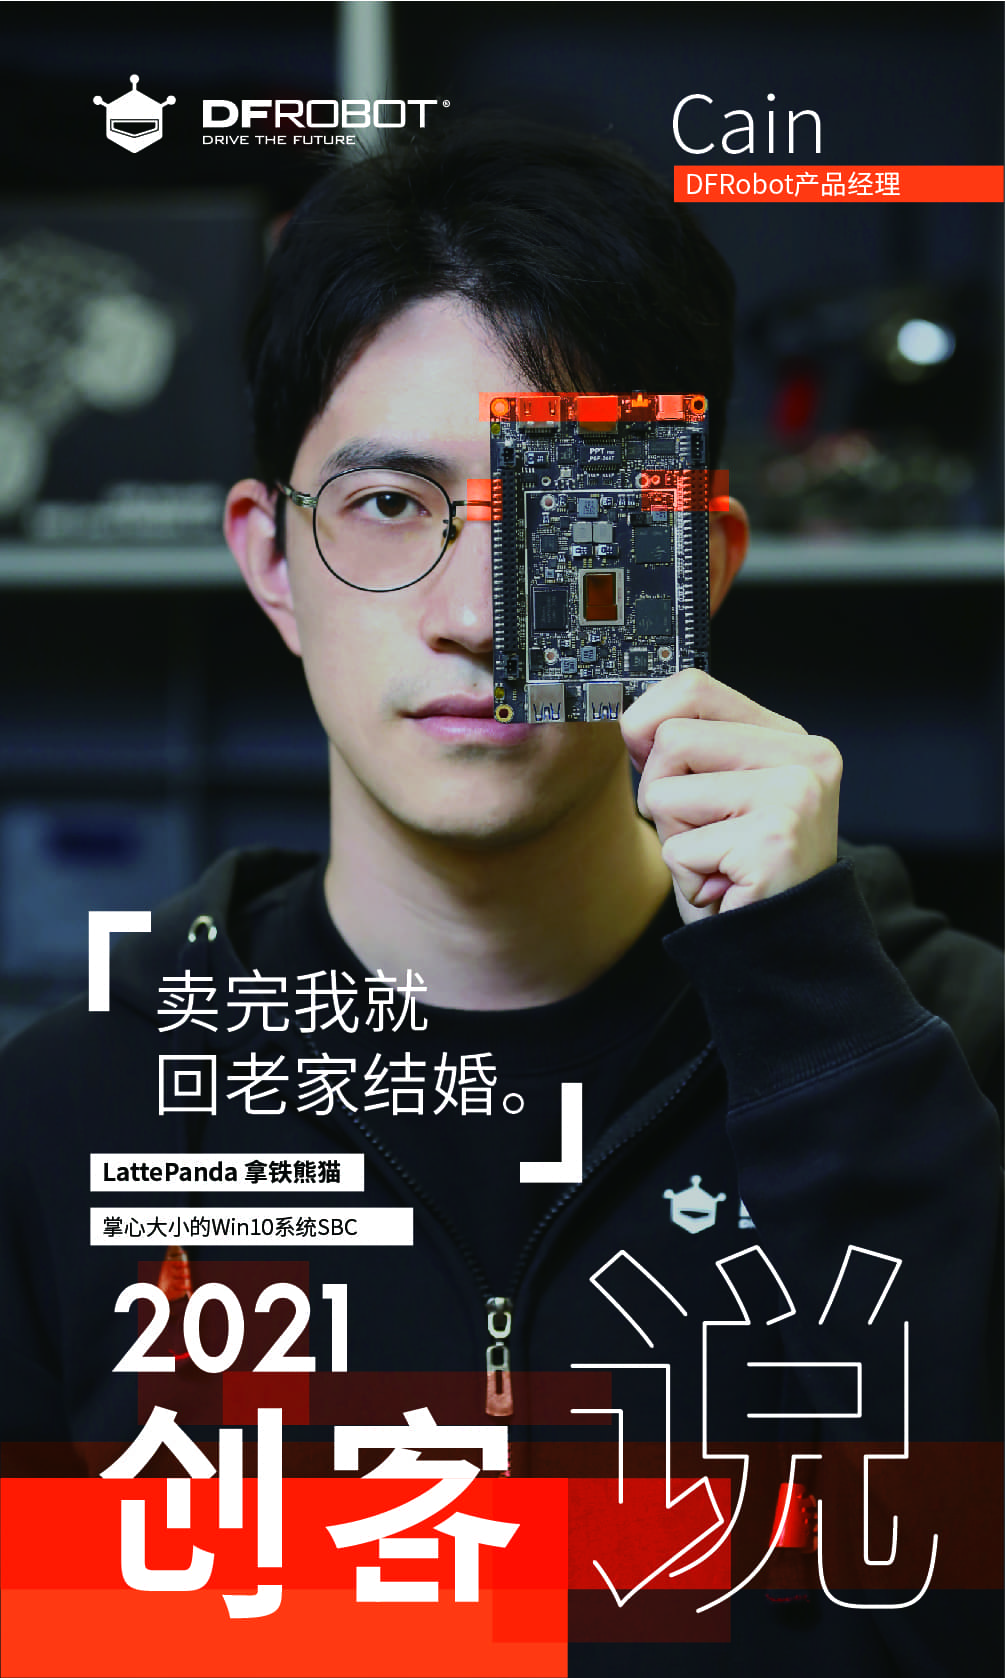 DFROBOT®
DRIVE THE FUTURE
Cain
DFRobot产品经理
「卖完我就
回老家结婚。」
LattePanda 拿铁熊猫
掌心大小的Win10系统SBC
2021
创客说